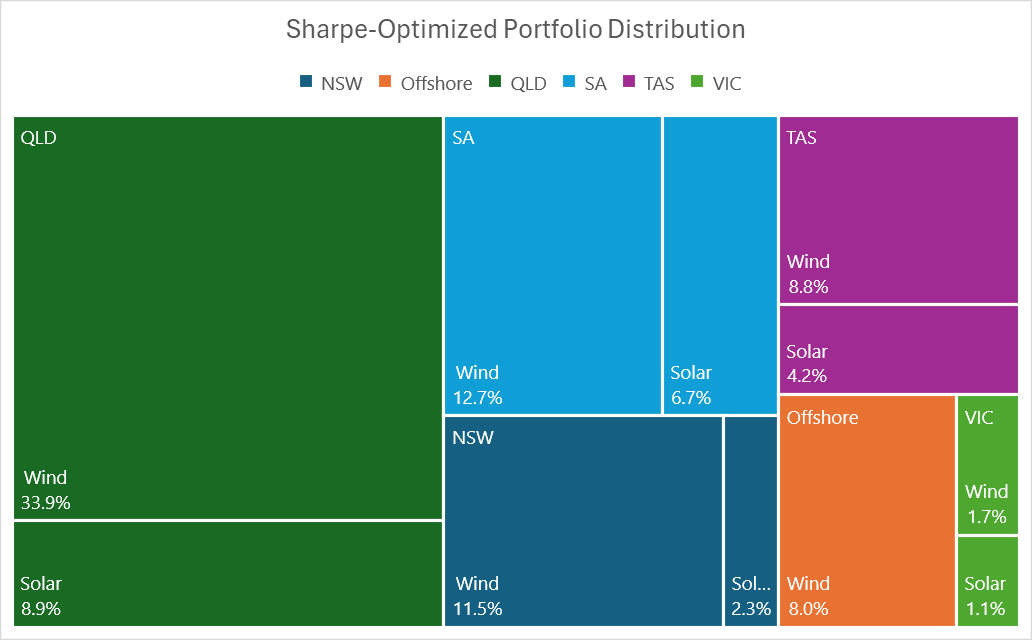 Sharpe-Optimized Portfolio Distribution
NSW Offshore QLD SA TAS VIC
QLD
Wind
33.9%
Solar
8.9%
SA
Wind
12.7%
Solar
6.7%
NSW
Wind
11.5%
Sol...
2.3%
TAS
Wind
8.8%
Solar
4.2%
Offshore
Wind
8.0%
VIC
Wind
1.7%
Solar
1.1%